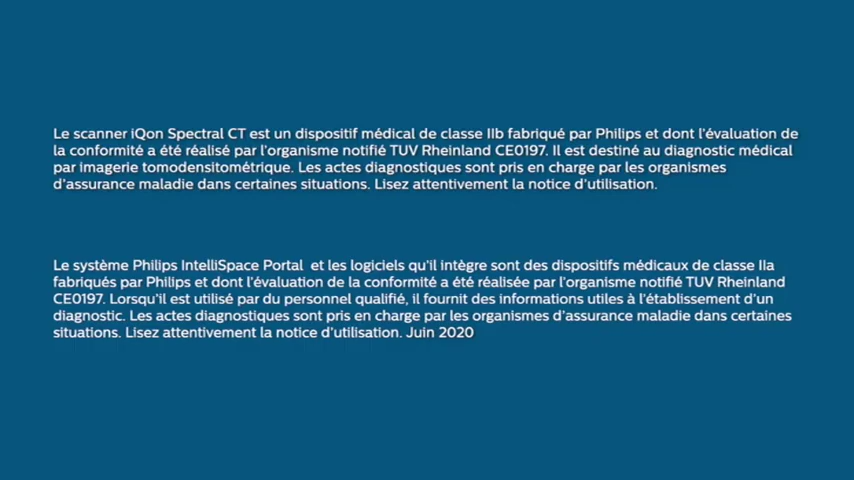 Le scanner iQon Spectral CT est un dispositif médical de classe IIb fabriqué par Philips et dont l'évaluation de
la conformité a été réalisé par l'organisme notifié TUV Rheinland CE0197. Il est destiné au diagnostic médical
par imagerie tomodensitométrique. Les actes diagnostiques sont pris en charge par les organismes
d'assurance maladie dans certaines situations. Lisez attentivement la notice d'utilisation.
Le système Philips IntelliSpace Portal et les logiciels qu'il intègre sont des dispositifs médicaux de classe IIa
fabriqués par Philips et dont l'évaluation de la conformité a été réalisée par l'organisme notifié TUV Rheinland
CE0197. Lorsqu'il est utilisé par du personnel qualifié, il fournit des informations utiles à l'établissement d'un
diagnostic. Les actes diagnostiques sont pris en charge par les organismes d'assurance maladie dans certaines
situations. Lisez attentivement la notice d'utilisation. Juin 2020